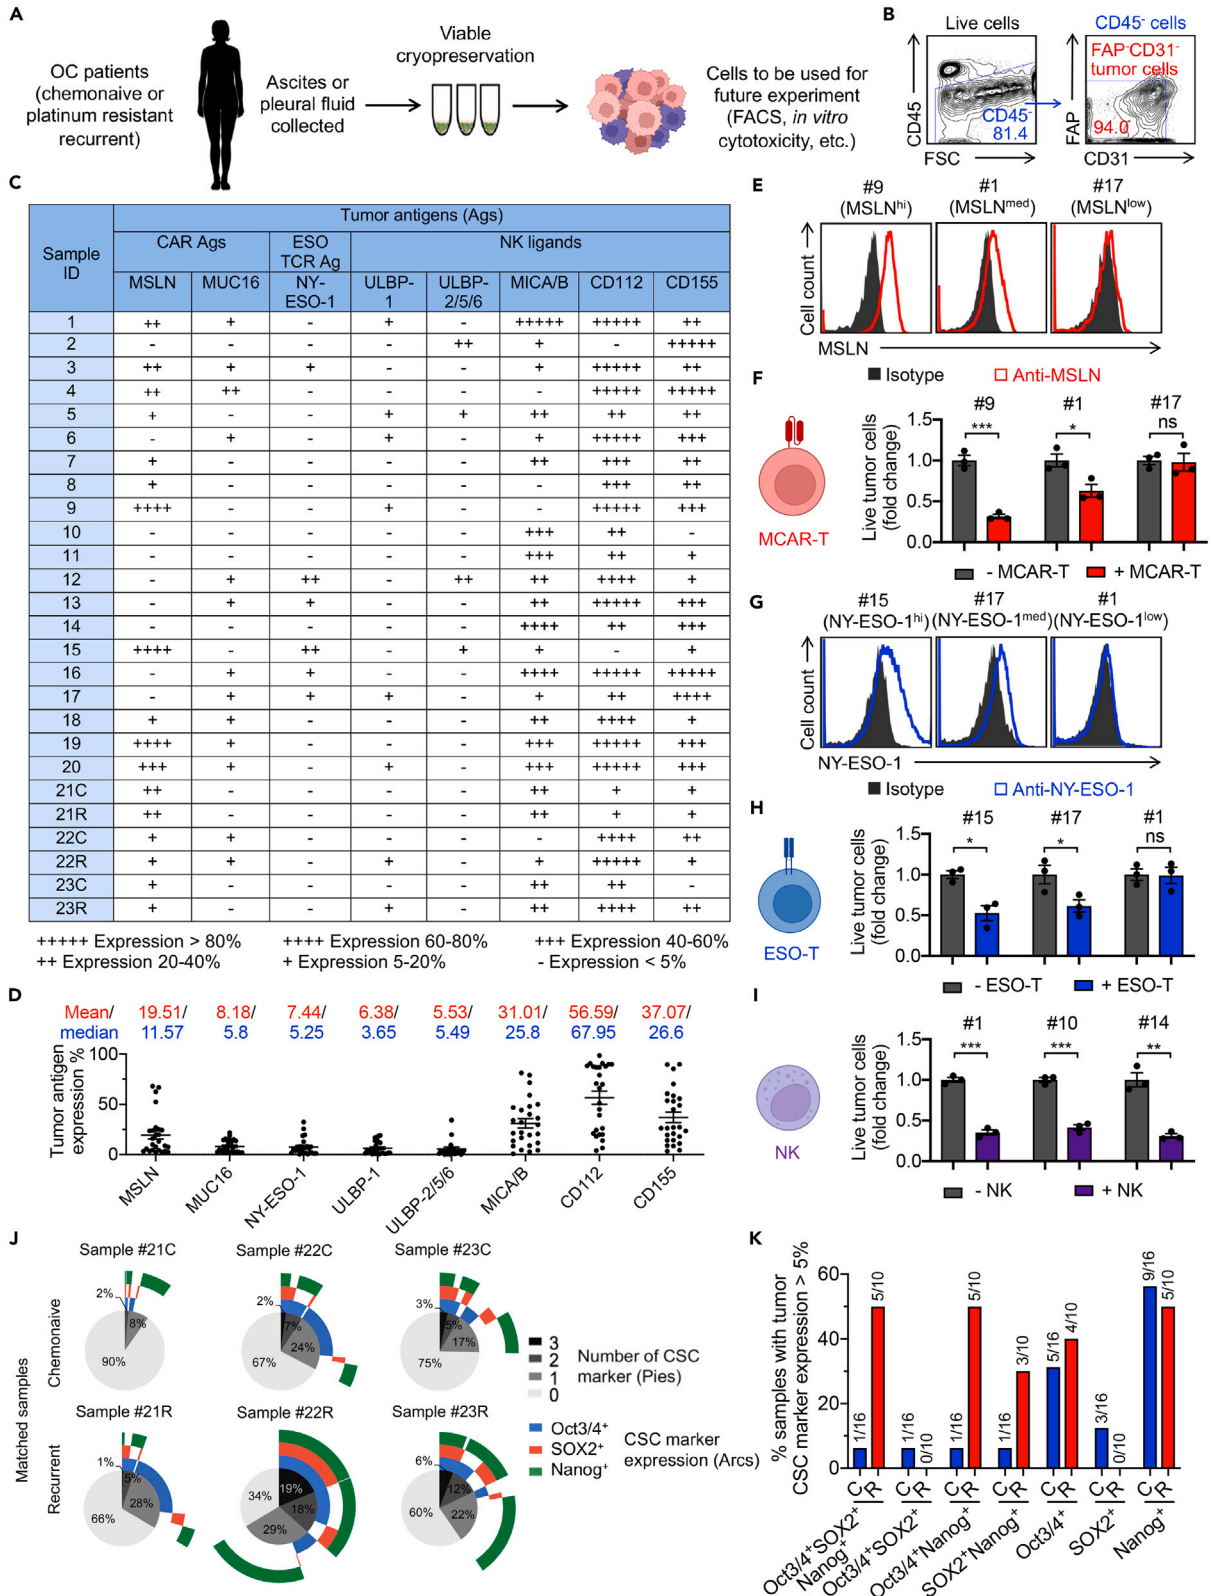 A
OC patients
(chemonaive or
platinum resistant
recurrent)
Ascites or
pleural fluid
collected
Viable
cryopreservation
Cells to be used for
future experiment
(FACS, in vitro
cytotoxicity, etc.)
B
Live cells
CD45
CD45-
81.4
FSC
CD45- cells
FAP-CD31-
tumor cells
94.0
FAP
CD31
C
Sample ID | Tumor antigens (Ags)
CAR Ags | ESO TCR Ag | NK ligands
MSLN | MUC16 | NY-ESO-1 | ULBP-1 | ULBP-2/5/6 | MICA/B | CD112 | CD155
1 ++ + - + - +++++ +++++ ++
2 - - - - ++ + - +++++
3 ++ + + - - + +++++ ++
4 ++ ++ - - - - +++++ +++++
5 + - - + + ++ ++ ++
6 - + - + - + +++++ +++
7 + - - - - ++ +++ ++
8 + - - - - - +++ ++
9 ++++ - - + - - +++++ +++
10 - - - - - +++ ++ -
11 - - - - - +++ ++ +
12 - + ++ - ++ ++ ++++ +
13 - + + - - ++ +++++ +++
14 - - - - - ++++ ++ +++
15 ++++ - ++ - + + - +
16 - + + - - ++++ +++++ +++++
17 - + + + - + ++ ++++
18 + + - - - ++ ++++ +
19 ++++ + - - - +++ +++++ +++
20 +++ + - + - +++ +++++ +++
21C ++ - - - - ++ + +
21R ++ - - - - ++ + +
22C + + - - - - ++++ ++
22R + + - + - + +++++ +
23C + - - - - ++ ++ -
23R + - - + - ++ ++++ ++
+++++ Expression > 80% ++++ Expression 60-80% +++ Expression 40-60%
++ Expression 20-40% + Expression 5-20% - Expression < 5%
D
Mean/ 19.51/ 8.18/ 7.44/ 6.38/ 5.53/ 31.01/ 56.59/ 37.07/
median 11.57 5.8 5.25 3.65 5.49 25.8 67.95 26.6
Tumor antigen
expression %
100
50
0
MSLN MUC16 NY-ESO-1 ULBP-1 ULBP-2/5/6 MICA/B CD112 CD155
E
#9 #1 #17
(MSLNhi) (MSLNmed) (MSLNlow)
Cell count
MSLN
Isotype Anti-MSLN
F
MCAR-T
Live tumor cells
(fold change)
1.5
1.0
0.5
0.0
#9 #1 #17
*** * ns
- MCAR-T + MCAR-T
G
#15 #17 #1
(NY-ESO-1hi) (NY-ESO-1med) (NY-ESO-1low)
Cell count
NY-ESO-1
Isotype Anti-NY-ESO-1
H
ESO-T
Live tumor cells
(fold change)
1.5
1.0
0.5
0.0
#15 #17 #1
* * ns
- ESO-T + ESO-T
I
NK
Live tumor cells
(fold change)
1.5
1.0
0.5
0.0
#1 #10 #14
*** *** **
- NK + NK
J
Matched samples
Chemonaive
Sample #21C Sample #22C Sample #23C
2% 8% 90%
2% 7% 24% 67%
3% 5% 17% 75%
Recurrent
Sample #21R Sample #22R Sample #23R
1% 5% 28% 66%
19% 18% 29% 34%
6% 12% 22% 60%
3
2
1
0
Number of CSC
marker (Pies)
Oct3/4+
SOX2+
Nanog+
CSC marker
expression (Arcs)
K
% samples with tumor
CSC marker expression > 5%
60
40
20
0
1/16 5/10 1/16 0/10 1/16 5/10 1/16 3/10 5/16 4/10 3/16 0/10 9/16 5/10
C R C R C R C R C R C R C R
Oct3/4+SOX2+
Nanog+
Oct3/4+SOX2+
Oct3/4+Nanog+
SOX2+Nanog+
Oct3/4+
SOX2+
Nanog+